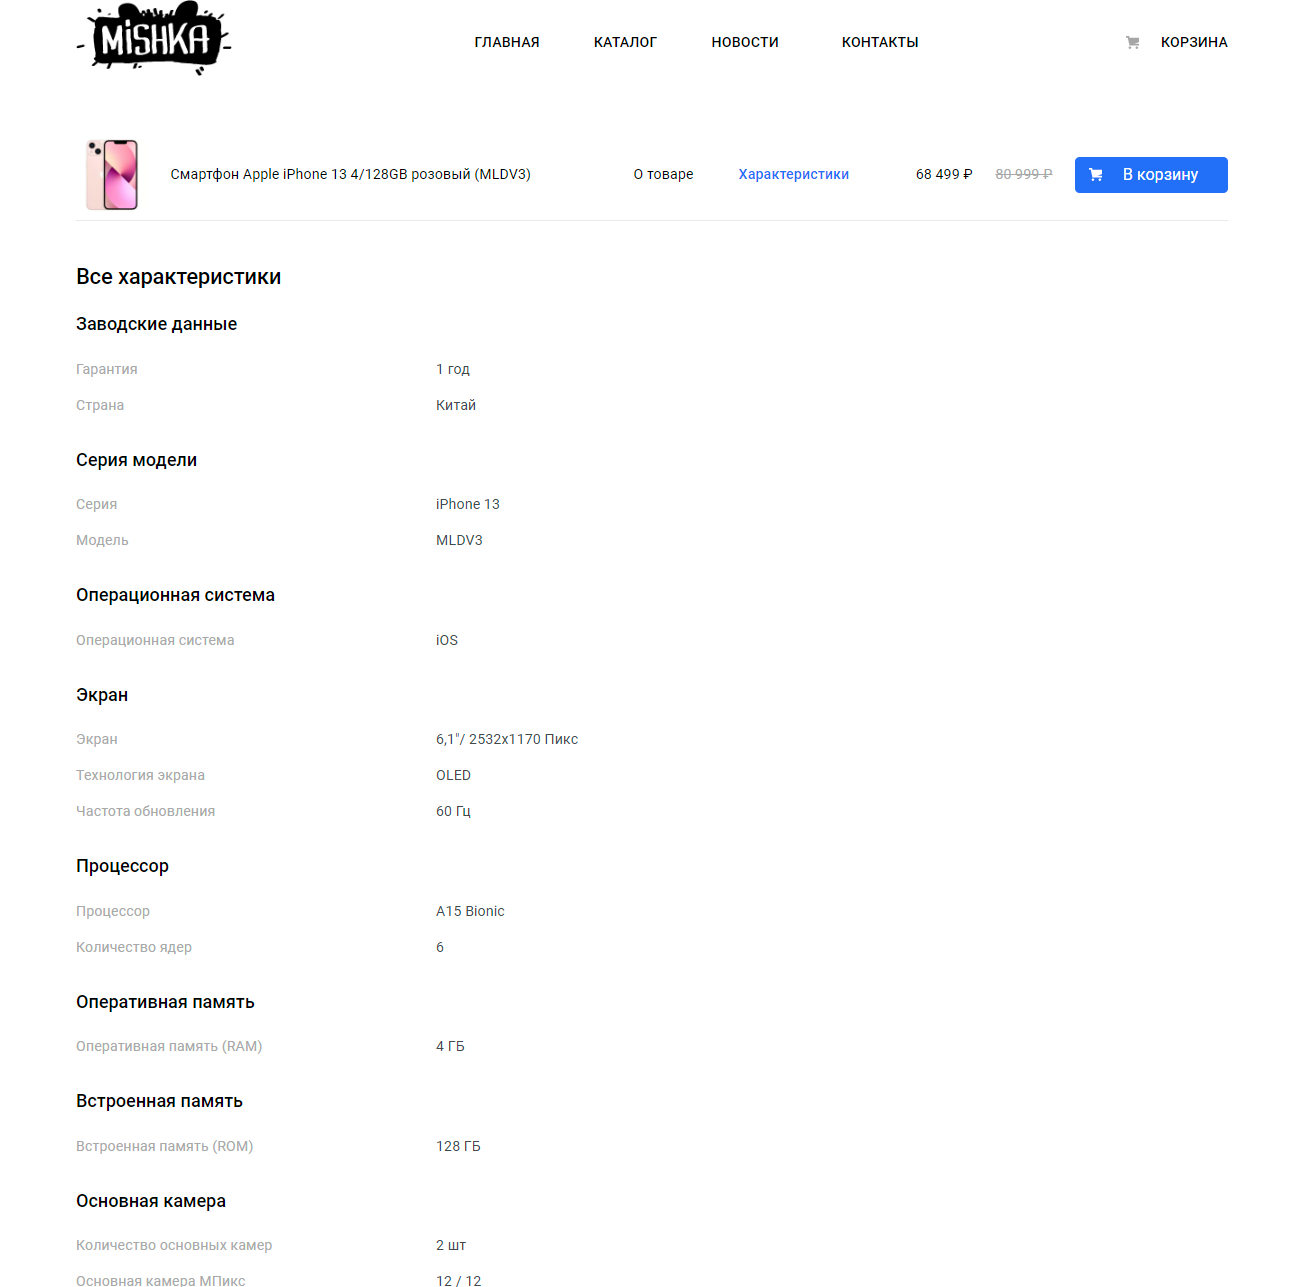 MiSHKA
ГЛАВНАЯ КАТАЛОГ НОВОСТИ КОНТАКТЫ КОРЗИНА
Смартфон Apple iPhone 13 4/128GB розовый (MLDV3) О товаре Характеристики 68 499 ₽ 80 999 ₽ В корзину
Все характеристики
Заводские данные
Гарантия 1 год
Страна Китай
Серия модели
Серия iPhone 13
Модель MLDV3
Операционная система
Операционная система iOS
Экран
Экран 6,1"/ 2532x1170 Пикс
Технология экрана OLED
Частота обновления 60 Гц
Процессор
Процессор A15 Bionic
Количество ядер 6
Оперативная память
Оперативная память (RAM) 4 ГБ
Встроенная память
Встроенная память (ROM) 128 ГБ
Основная камера
Количество основных камер 2 шт
Основная камера МПикс 12 / 12